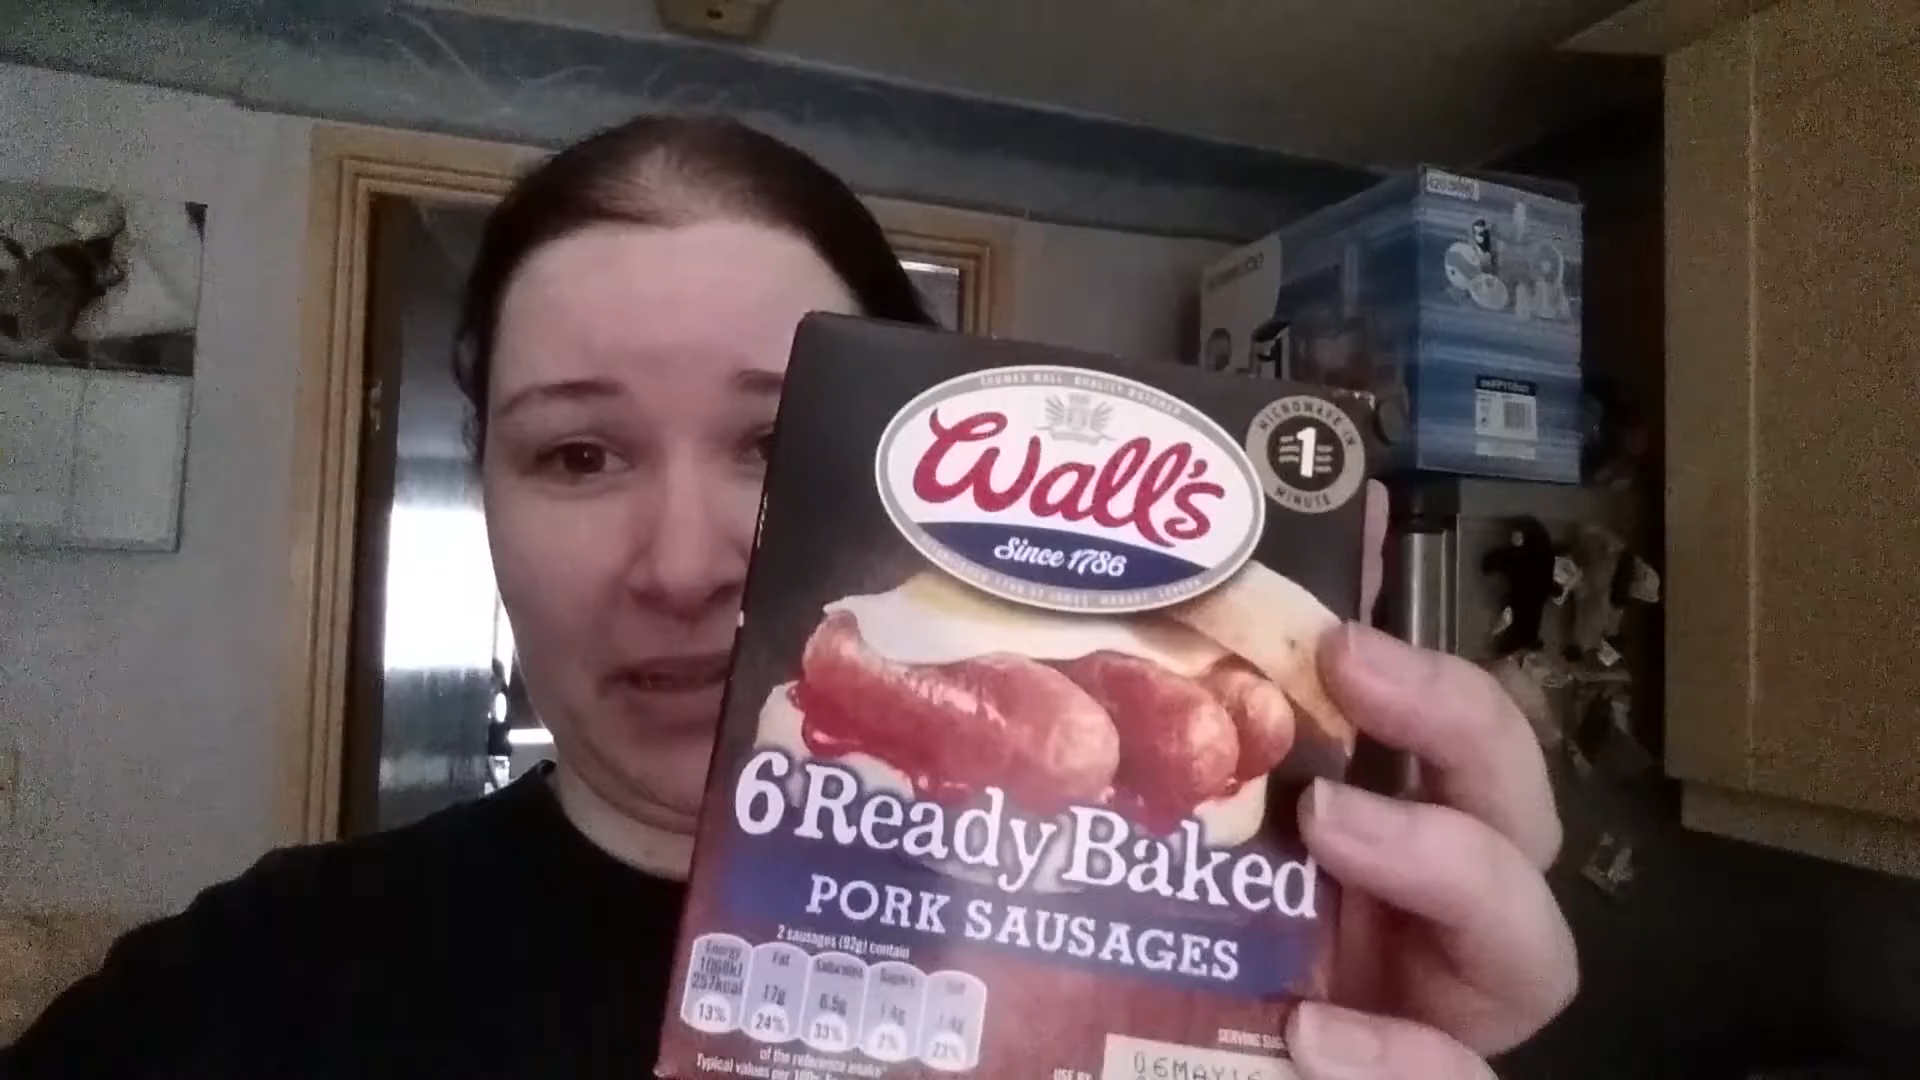 THOMAS WALL QUALITY BUTCHER
Wall's
Since 1786
MICROWAVE IN
1
MINUTE
6 Ready Baked
PORK SAUSAGES
2 sausages (92g) contain
Energy Fat Saturates Sugars Salt
1068kJ
257kcal 17g 6.5g 1.4g 1.4g
13% 24% 33% 2% 23%
of the reference intake*
Typical values per 100g
SERVING
USE BY
06MAY16